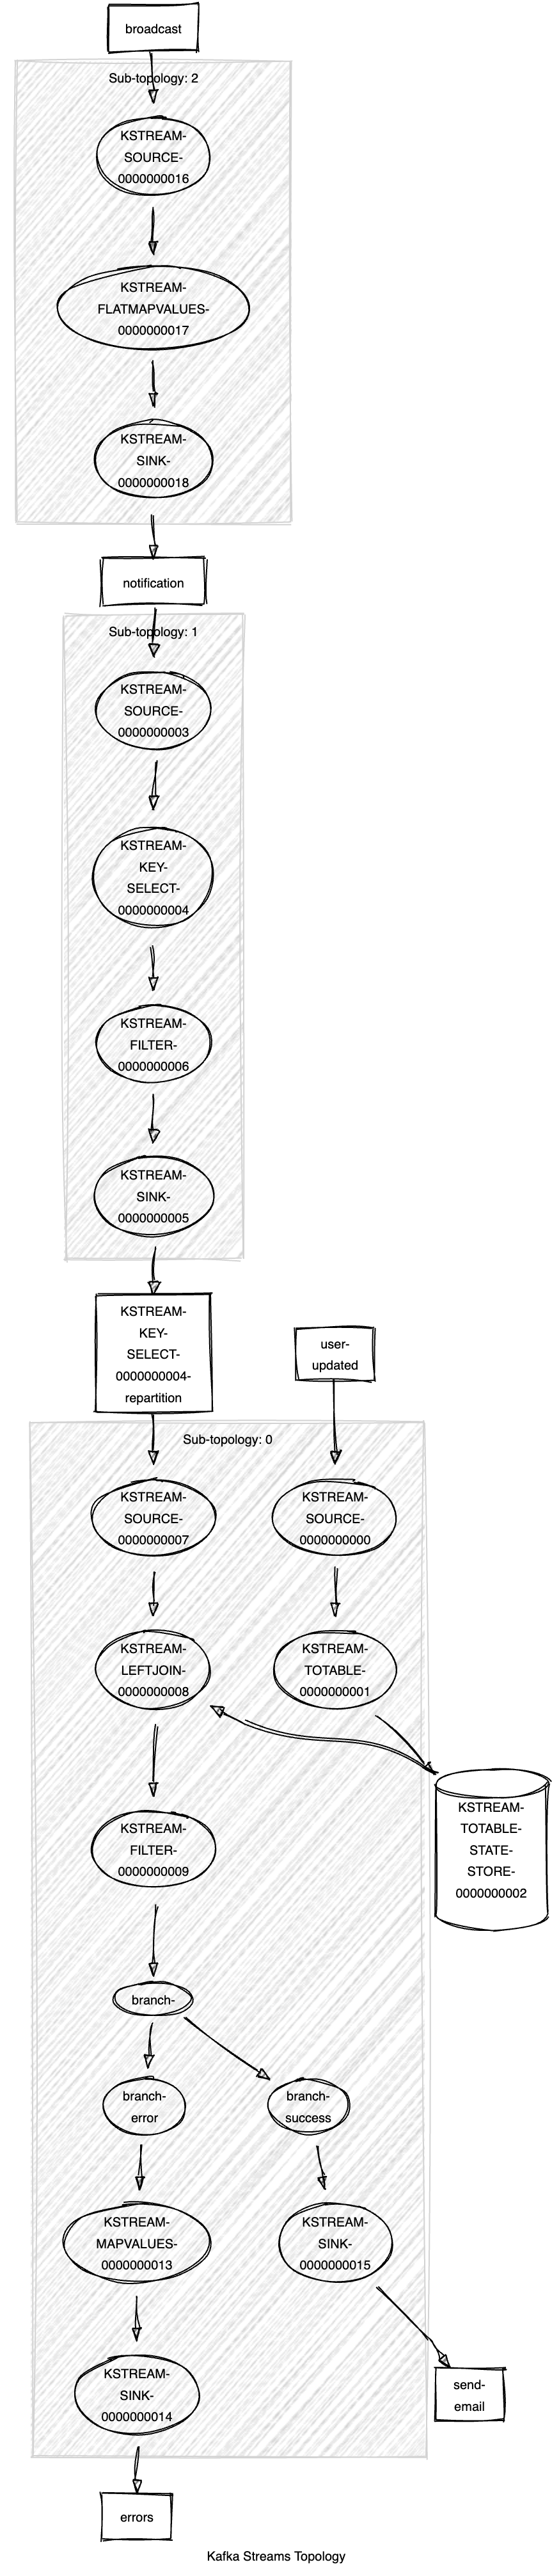 broadcast
Sub-topology: 2
KSTREAM-
SOURCE-
0000000016
KSTREAM-
FLATMAPVALUES-
0000000017
KSTREAM-
SINK-
0000000018
notification
Sub-topology: 1
KSTREAM-
SOURCE-
0000000003
KSTREAM-
KEY-
SELECT-
0000000004
KSTREAM-
FILTER-
0000000006
KSTREAM-
SINK-
0000000005
KSTREAM-
KEY-
SELECT-
0000000004-
repartition
user-
updated
Sub-topology: 0
KSTREAM-
SOURCE-
0000000007
KSTREAM-
SOURCE-
0000000000
KSTREAM-
LEFTJOIN-
0000000008
KSTREAM-
TOTABLE-
0000000001
KSTREAM-
TOTABLE-
STATE-
STORE-
0000000002
KSTREAM-
FILTER-
0000000009
branch-
branch-
error
branch-
success
KSTREAM-
MAPVALUES-
0000000013
KSTREAM-
SINK-
0000000015
KSTREAM-
SINK-
0000000014
send-
email
errors
Kafka Streams Topology